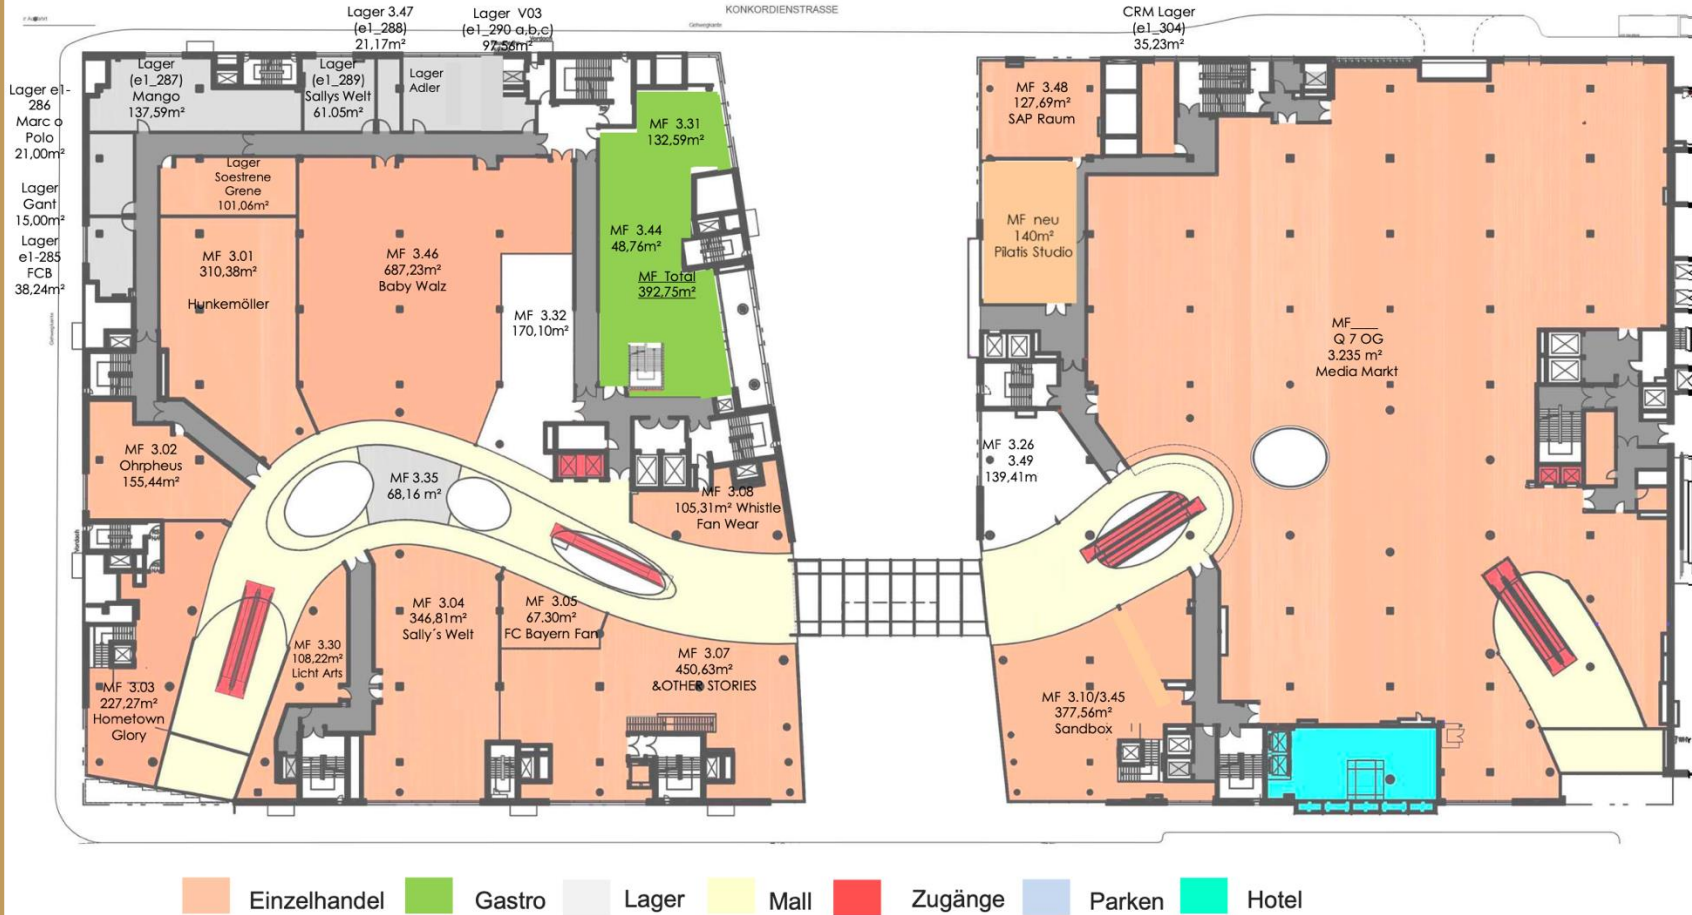 KONKORDIENSTRASSE
Gehwegkante
Lager 3.47
(e1_288)
21,17m²
Lager V03
(e1_290 a,b,c)
97,56m²
CRM Lager
(e1_304)
35,23m²
Lager
(e1_287)
Mango
137,59m²
Lager
(e1_289)
Sallys Welt
61.05m²
Lager
Adler
Lager e1-
286
Marc o
Polo
21,00m²
Lager
Gant
15,00m²
Lager
e1-285
FCB
38,24m²
Gehwegkante
Lager
Soestrene
Grene
101,06m²
MF 3.01
310,38m²
Hunkemöller
MF 3.46
687,23m²
Baby Walz
MF 3.32
170,10m²
MF 3.31
132,59m²
MF 3.44
48,76m²
MF Total
392,75m²
MF 3.48
127,69m²
SAP Raum
MF neu
140m²
Pilatis Studio
MF___
Q 7 OG
3.235 m²
Media Markt
MF 3.26
3.49
139,41m
MF 3.02
Ohrpheus
155,44m²
MF 3.35
68,16 m²
MF 3.08
105,31m² Whistle
Fan Wear
Vordach
MF 3.04
346,81m²
Sally´s Welt
MF 3.05
67.30m²
FC Bayern Fan
MF 3.30
108,22m²
Licht Arts
MF 3.07
450,63m²
&OTHER STORIES
MF 3.03
227,27m²
Hometown
Glory
MF 3.10/3.45
377,56m²
Sandbox
Einzelhandel
Gastro
Lager
Mall
Zugänge
Parken
Hotel